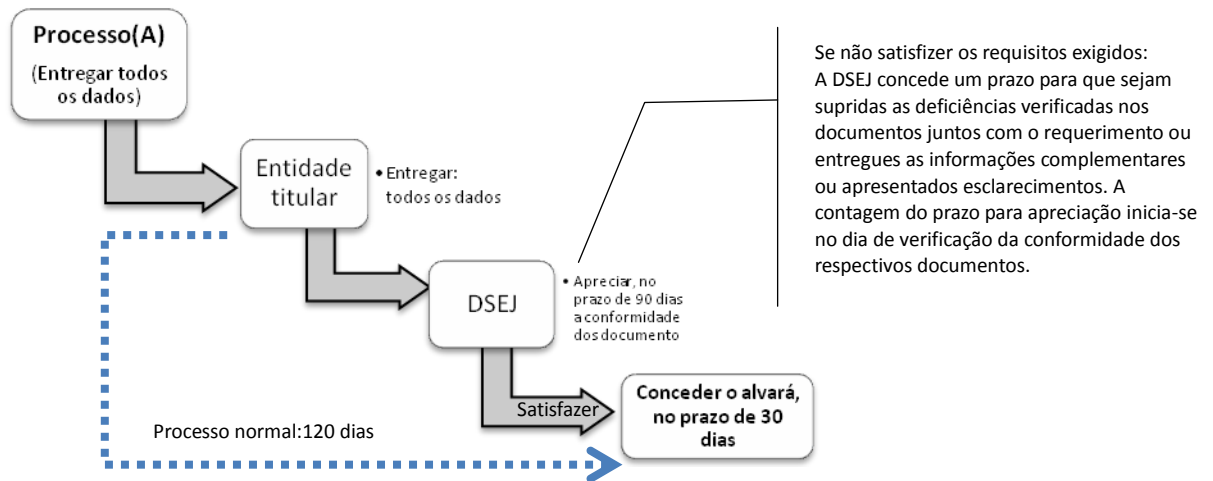 Processo(A)
(Entregar todos
os dados)
Entidade
titular
• Entregar:
todos os dados
DSEJ
• Apreciar, no
prazo de 90 dias
a conformidade
dos documento
Satisfazer
Conceder o alvará,
no prazo de 30
dias
Processo normal:120 dias
Se não satisfizer os requisitos exigidos:
A DSEJ concede um prazo para que sejam
supridas as deficiências verificadas nos
documentos juntos com o requerimento ou
entregues as informações complementares
ou apresentados esclarecimentos. A
contagem do prazo para apreciação inicia-se
no dia de verificação da conformidade dos
respectivos documentos.